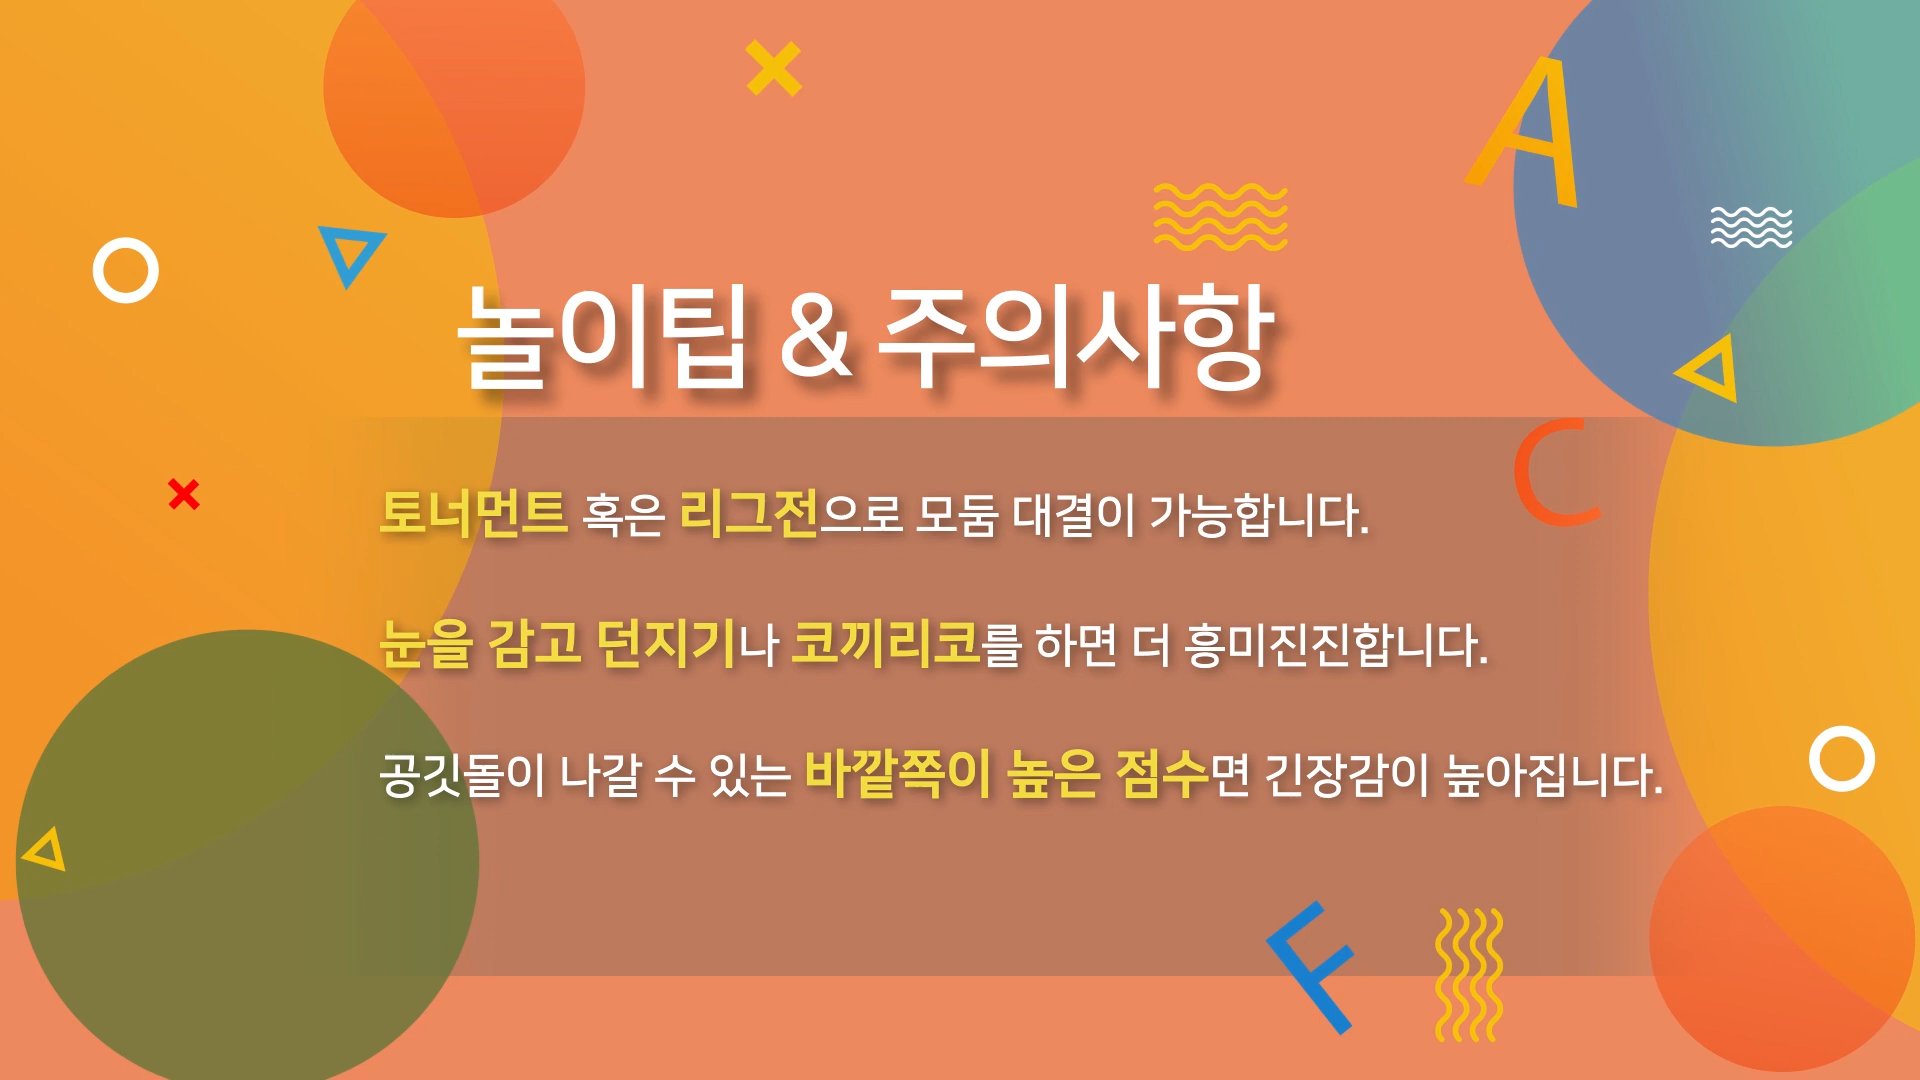 놀이팁 & 주의사항
토너먼트 혹은 리그전으로 모둠 대결이 가능합니다.
눈을 감고 던지기나 코끼리코를 하면 더 흥미진진합니다.
공깃돌이 나갈 수 있는 바깥쪽이 높은 점수면 긴장감이 높아집니다.
A
C
F